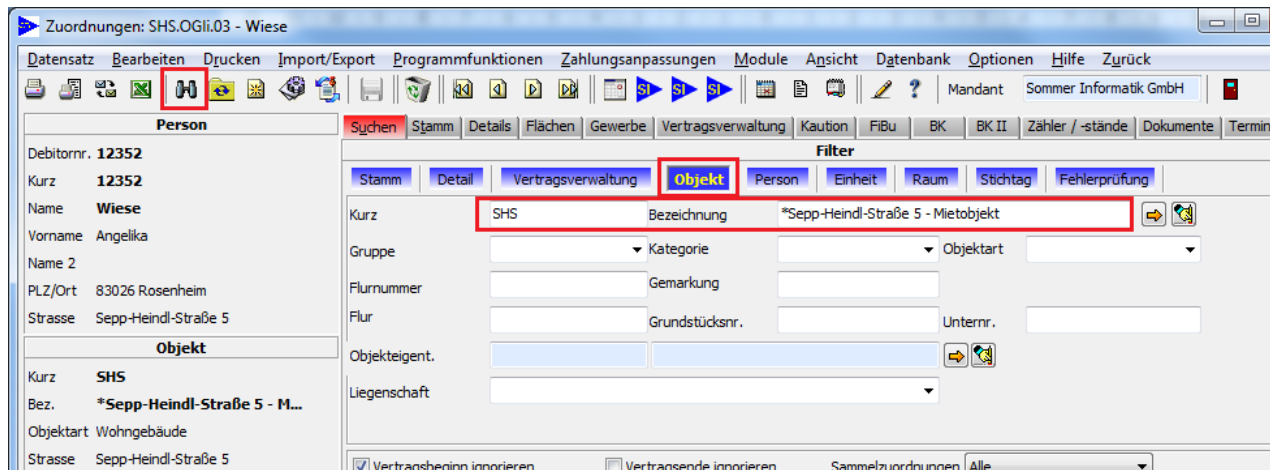 Zuordnungen: SHS.OGli.03 - Wiese
Datensatz Bearbeiten Drucken Import/Export Programmfunktionen Zahlungsanpassungen Module Ansicht Datenbank Optionen Hilfe Zurück
SI SI SI ? Mandant Sommer Informatik GmbH
Person
Debitornr. 12352
Kurz 12352
Name Wiese
Vorname Angelika
Name 2
PLZ/Ort 83026 Rosenheim
Strasse Sepp-Heindl-Straße 5
Objekt
Kurz SHS
Bez. *Sepp-Heindl-Straße 5 - M...
Objektart Wohngebäude
Strasse Sepp-Heindl-Straße 5
Suchen Stamm Details Flächen Gewerbe Vertragsverwaltung Kaution FiBu BK BK II Zähler / -stände Dokumente Termin
Filter
Stamm Detail Vertragsverwaltung Objekt Person Einheit Raum Stichtag Fehlerprüfung
Kurz SHS Bezeichnung *Sepp-Heindl-Straße 5 - Mietobjekt
Gruppe Kategorie Objektart
Flurnummer Gemarkung
Flur Grundstücksnr. Unternr.
Objekteigent.
Liegenschaft
Vertragsbeginn ignorieren Vertragsende ignorieren Sammelzuordnungen Alle